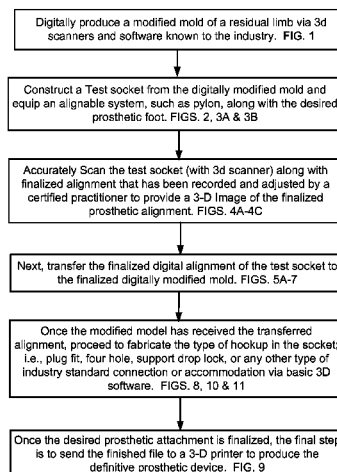 Digitally produce a modified mold of a residual limb via 3d
scanners and software known to the industry. FIG. 1
Construct a Test socket from the digitally modified mold and
equip an alignable system, such as pylon, along with the desired
prosthetic foot. FIGS. 2, 3A & 3B
Accurately Scan the test socket (with 3d scanner) along with
finalized alignment that has been recorded and adjusted by a
certified practitioner to provide a 3-D Image of the finalized
prosthetic alignment. FIGS. 4A-4C
Next, transfer the finalized digital alignment of the test socket to
the finalized digitally modified mold. FIGS. 5A-7
Once the modified model has received the transferred
alignment, proceed to fabricate the type of hookup in the socket;
i.e., plug fit, four hole, support drop lock, or any other type of
industry standard connection or accommodation via basic 3D
software. FIGS. 8, 10 & 11
Once the desired prosthetic attachment is finalized, the final step
is to send the finished file to a 3-D printer to produce the
definitive prosthetic device. FIG. 9